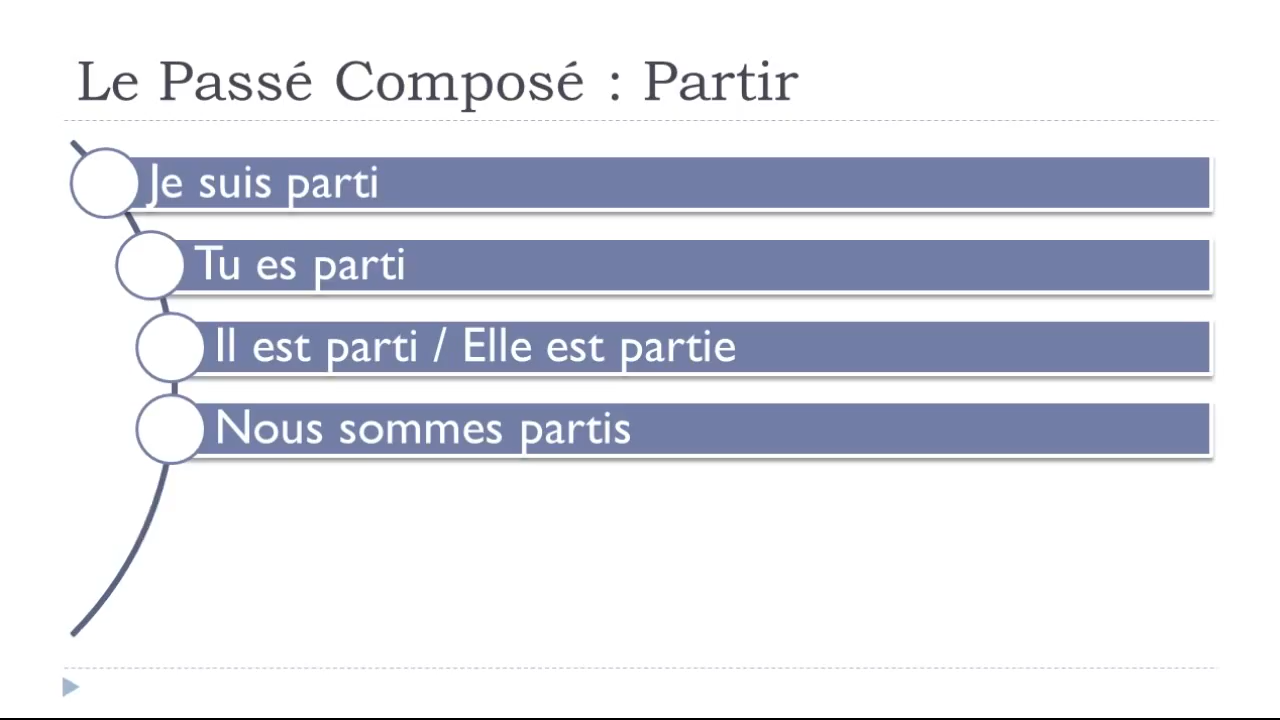 Le Passé Composé : Partir
Je suis parti
Tu es parti
Il est parti / Elle est partie
Nous sommes partis